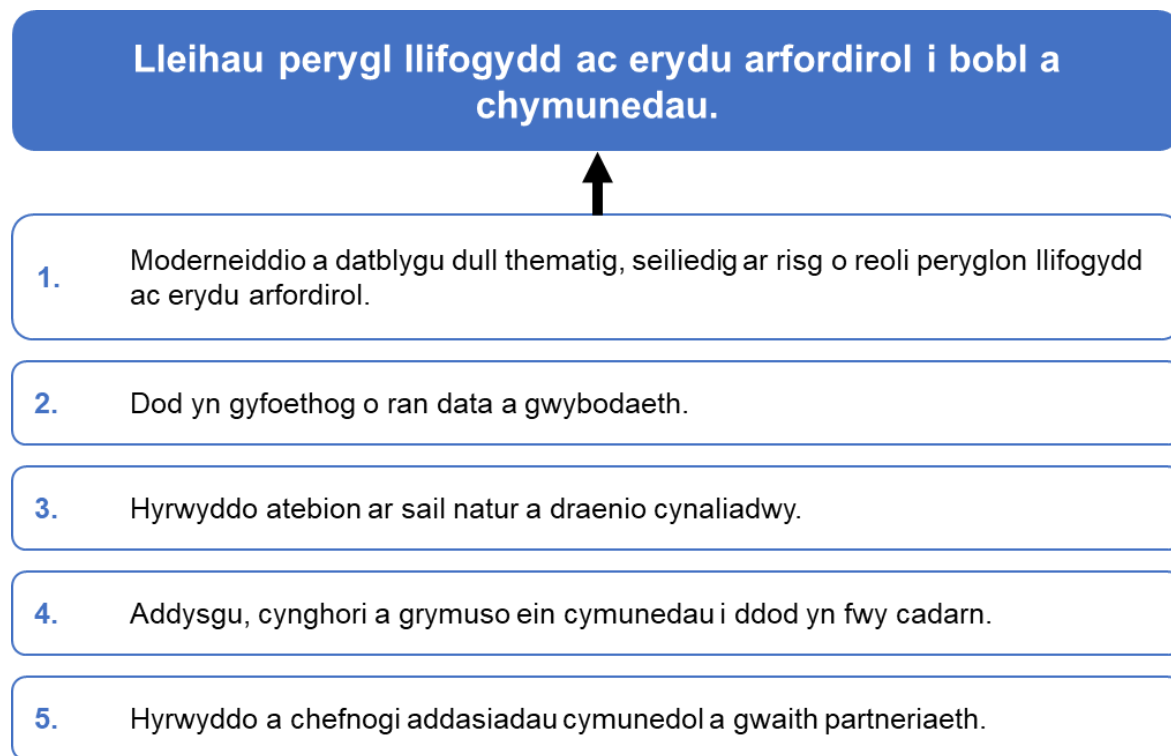 Lleihau perygl llifogydd ac erydu arfordirol i bobl a
chymunedau.
1.
Moderneiddio a datblygu dull thematig, seiliedig ar risg o reoli peryglon llifogydd
ac erydu arfordirol.
2. Dod yn gyfoethog o ran data a gwybodaeth.
3. Hyrwyddo atebion ar sail natur a draenio cynaliadwy.
4. Addysgu, cynghori a grymuso ein cymunedau i ddod yn fwy cadarn.
5. Hyrwyddo a chefnogi addasiadau cymunedol a gwaith partneriaeth.